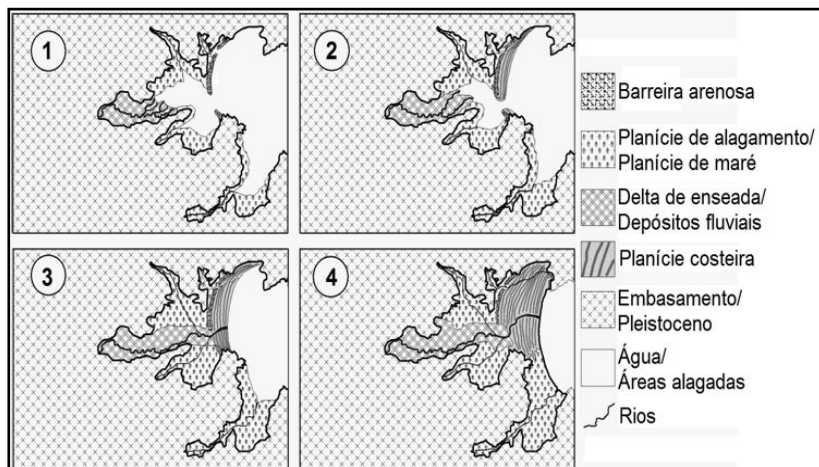 1
2
3
4
Barreira arenosa
Planície de alagamento/
Planície de maré
Delta de enseada/
Depósitos fluviais
Planície costeira
Embasamento/
Pleistoceno
Água/
Áreas alagadas
Rios